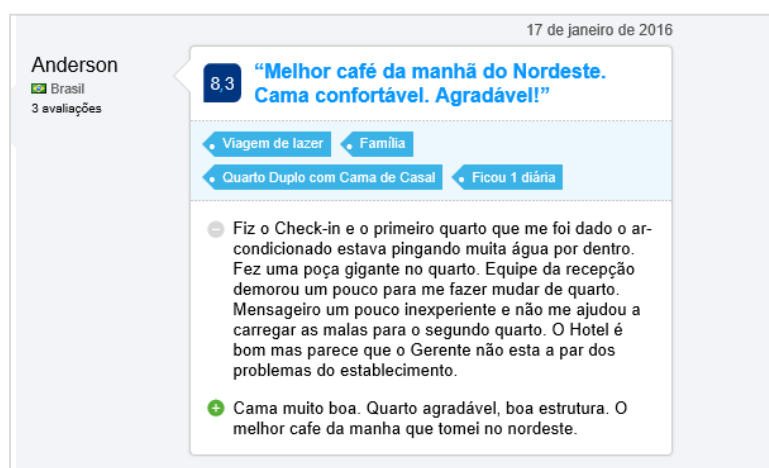 17 de janeiro de 2016
Anderson
Brasil
3 avaliações
8,3
“Melhor café da manhã do Nordeste.
Cama confortável. Agradável!”
Viagem de lazer
Família
Quarto Duplo com Cama de Casal
Ficou 1 diária
Fiz o Check-in e o primeiro quarto que me foi dado o ar-
condicionado estava pingando muita água por dentro.
Fez uma poça gigante no quarto. Equipe da recepção
demorou um pouco para me fazer mudar de quarto.
Mensageiro um pouco inexperiente e não me ajudou a
carregar as malas para o segundo quarto. O Hotel é
bom mas parece que o Gerente não esta a par dos
problemas do establecimento.
Cama muito boa. Quarto agradável, boa estrutura. O
melhor cafe da manha que tomei no nordeste.